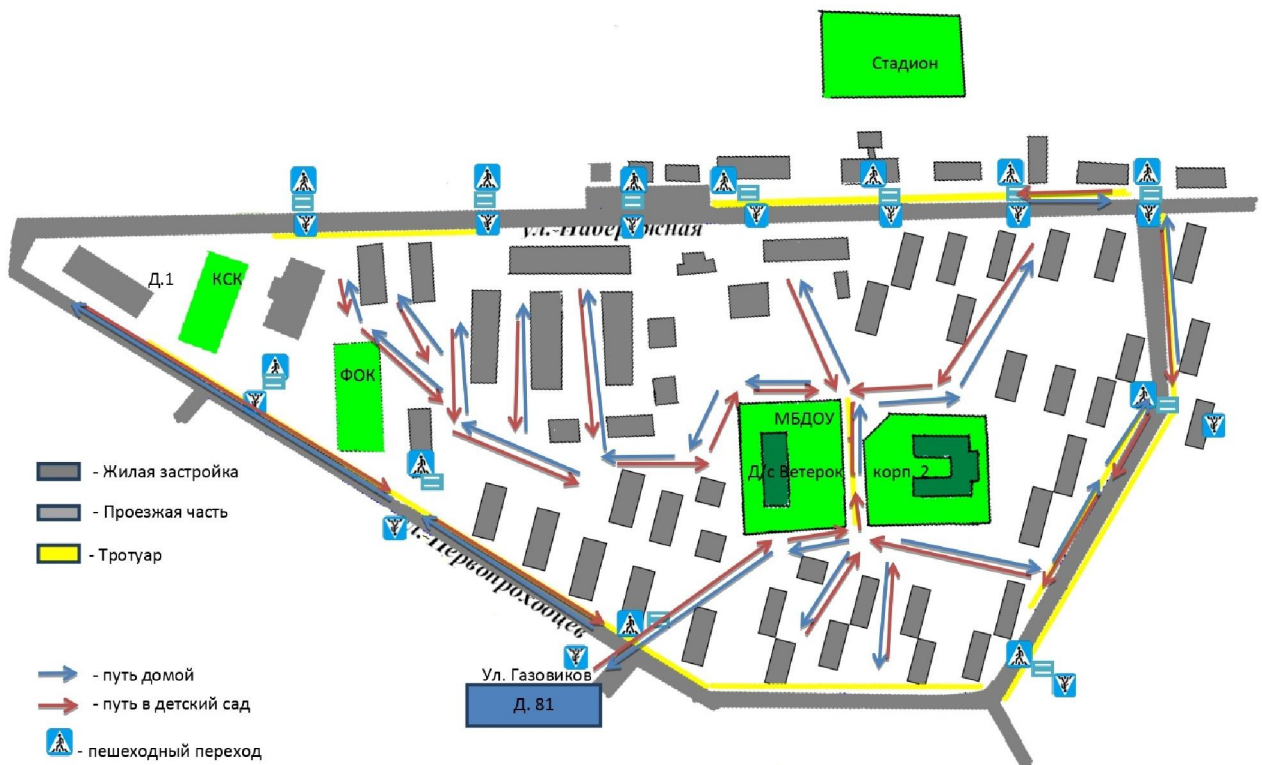 Стадион
ул.-Набережная
Д.1
КСК
ФОК
МБДОУ
Д/с Ветерок корп. 2
- Жилая застройка
- Проезжая часть
- Тротуар
л.-Первопроходцев
Ул. Газовиков
Д. 81
- путь домой
- путь в детский сад
- пешеходный переход